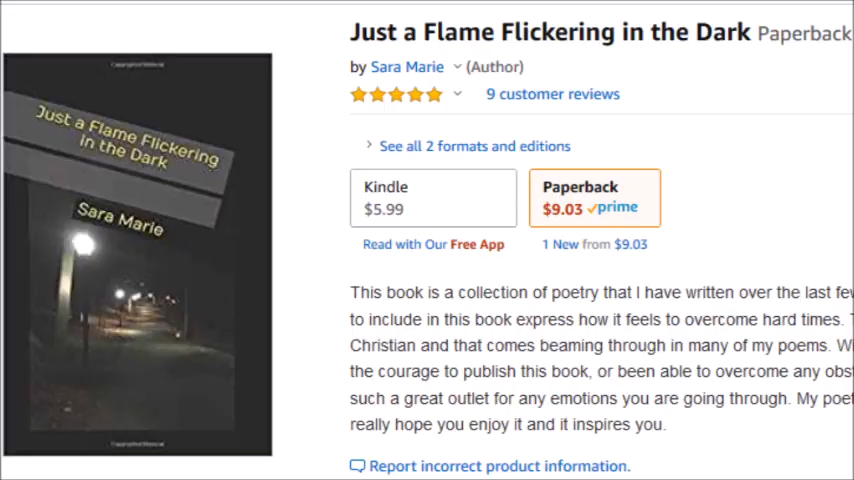 Just a Flame Flickering in the Dark Paperback
by Sara Marie (Author)
9 customer reviews
See all 2 formats and editions
Kindle
$5.99
Paperback
$9.03 prime
Read with Our Free App
1 New from $9.03
This book is a collection of poetry that I have written over the last
to include in this book express how it feels to overcome hard times.
Christian and that comes beaming through in many of my poems.
the courage to publish this book, or been able to overcome any
such a great outlet for any emotions you are going through. My
really hope you enjoy it and it inspires you.
Report incorrect product information.
Just a Flame Flickering
in the Dark
Sara Marie